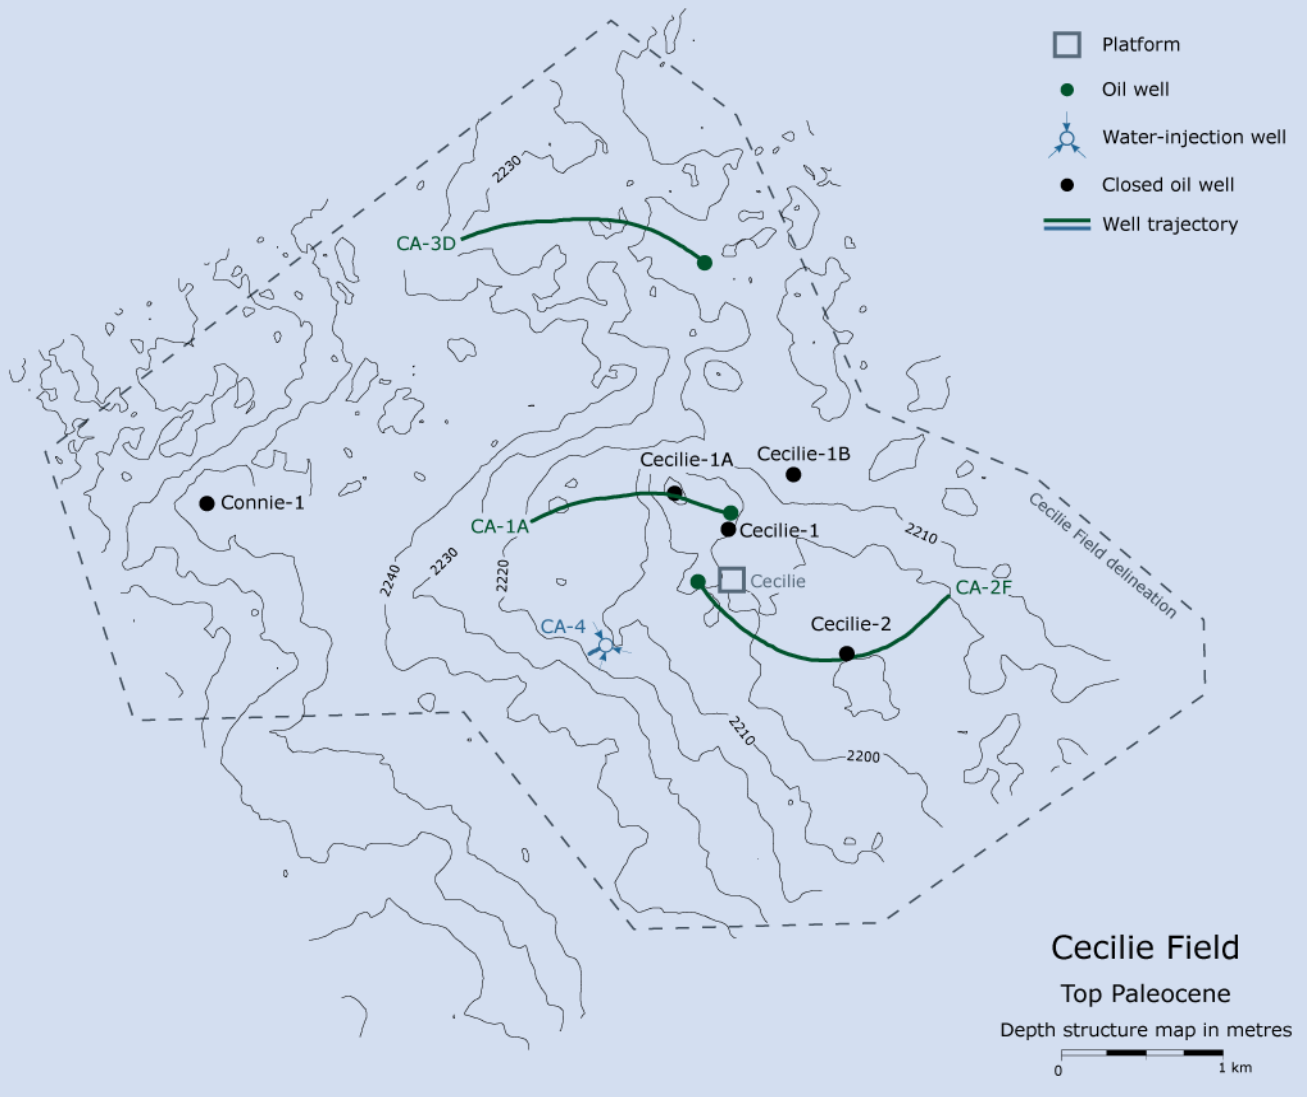 Platform
Oil well
Water-injection well
Closed oil well
Well trajectory
2230
CA-3D
Cecilie-1A
Cecilie-1B
Connie-1
CA-1A
Cecilie-1
2210
Cecilie Field delineation
2240
2230
2220
Cecilie
CA-2F
CA-4
Cecilie-2
2210
2200
Cecilie Field
Top Paleocene
Depth structure map in metres
0
1 km